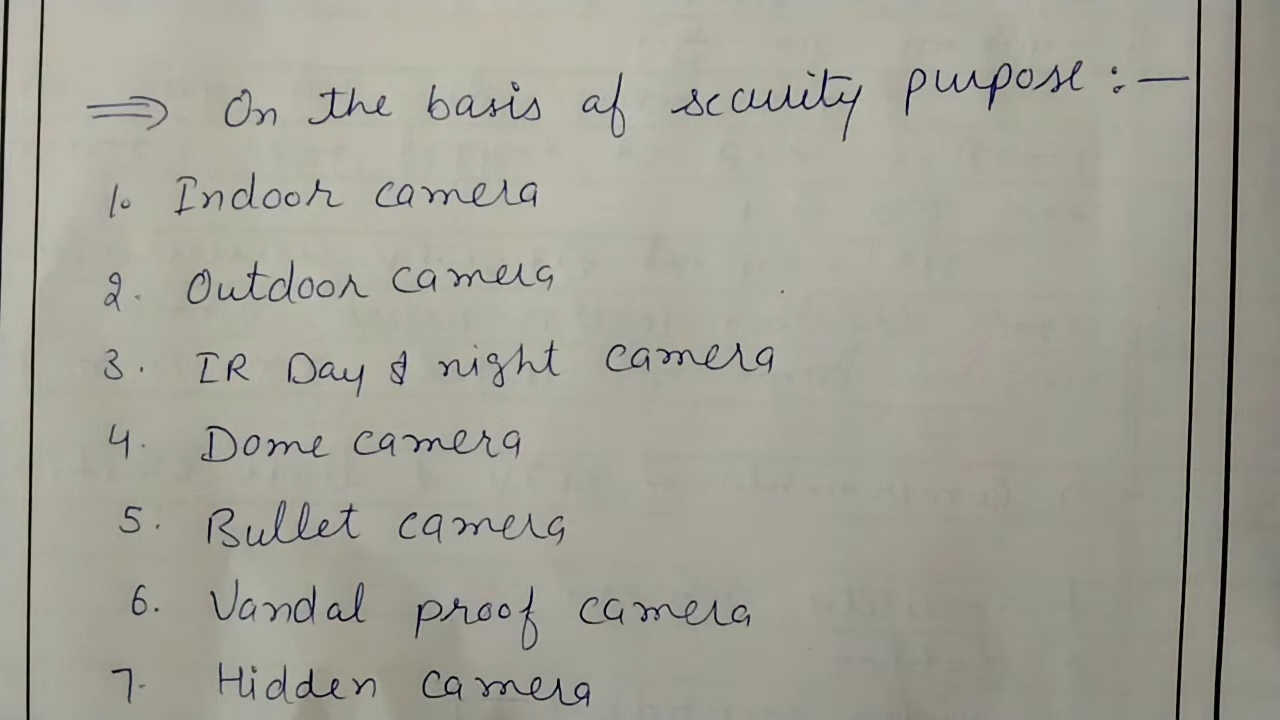 ⇒ On the basis of security purpose :—
1. Indoor camera
2. Outdoor camera
3. IR Day & night camera
4. Dome camera
5. Bullet camera
6. Vandal proof camera
7. Hidden camera